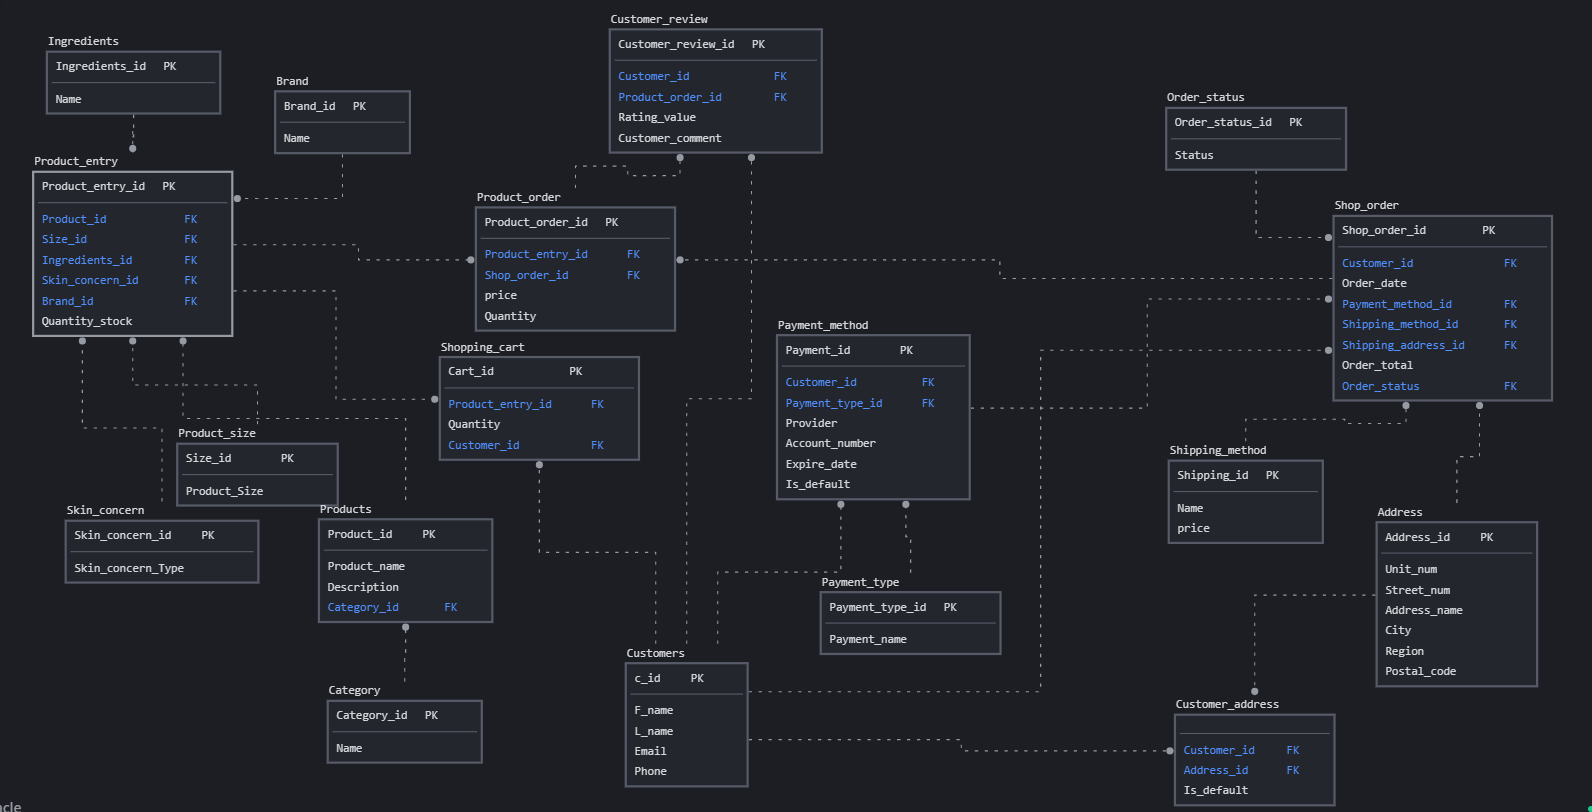 Customer_review
Customer_review_id PK
Customer_id FK
Product_order_id FK
Rating_value
Customer_comment
Ingredients
Ingredients_id PK
Name
Brand
Brand_id PK
Name
Order_status
Order_status_id PK
Status
Product_entry
Product_entry_id PK
Product_id FK
Size_id FK
Ingredients_id FK
Skin_concern_id FK
Brand_id FK
Quantity_stock
Product_order
Product_order_id PK
Product_entry_id FK
Shop_order_id FK
price
Quantity
Shop_order
Shop_order_id PK
Customer_id FK
Order_date
Payment_method_id FK
Shipping_method_id FK
Shipping_address_id FK
Order_total
Order_status FK
Payment_method
Payment_id PK
Customer_id FK
Payment_type_id FK
Provider
Account_number
Expire_date
Is_default
Shopping_cart
Cart_id PK
Product_entry_id FK
Quantity
Customer_id FK
Product_size
Size_id PK
Product_Size
Shipping_method
Shipping_id PK
Name
price
Skin_concern
Skin_concern_id PK
Skin_concern_Type
Products
Product_id PK
Product_name
Description
Category_id FK
Address
Address_id PK
Unit_num
Street_num
Address_name
City
Region
Postal_code
Payment_type
Payment_type_id PK
Payment_name
Customers
c_id PK
F_name
L_name
Email
Phone
Category
Category_id PK
Name
Customer_address
Customer_id FK
Address_id FK
Is_default